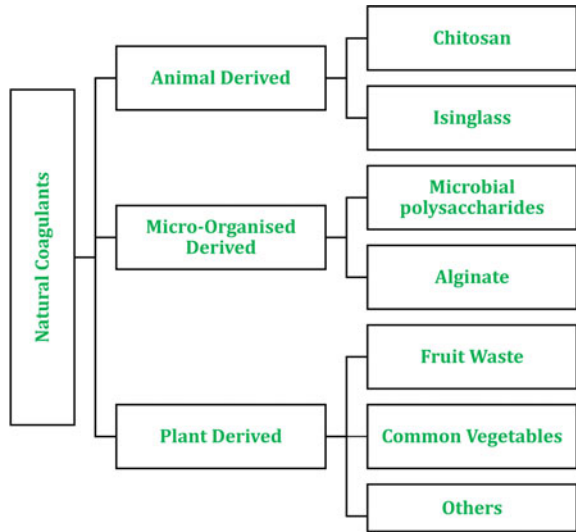 Natural Coagulants
Animal Derived
Chitosan
Isinglass
Micro-Organised
Derived
Microbial
polysaccharides
Alginate
Plant Derived
Fruit Waste
Common Vegetables
Others